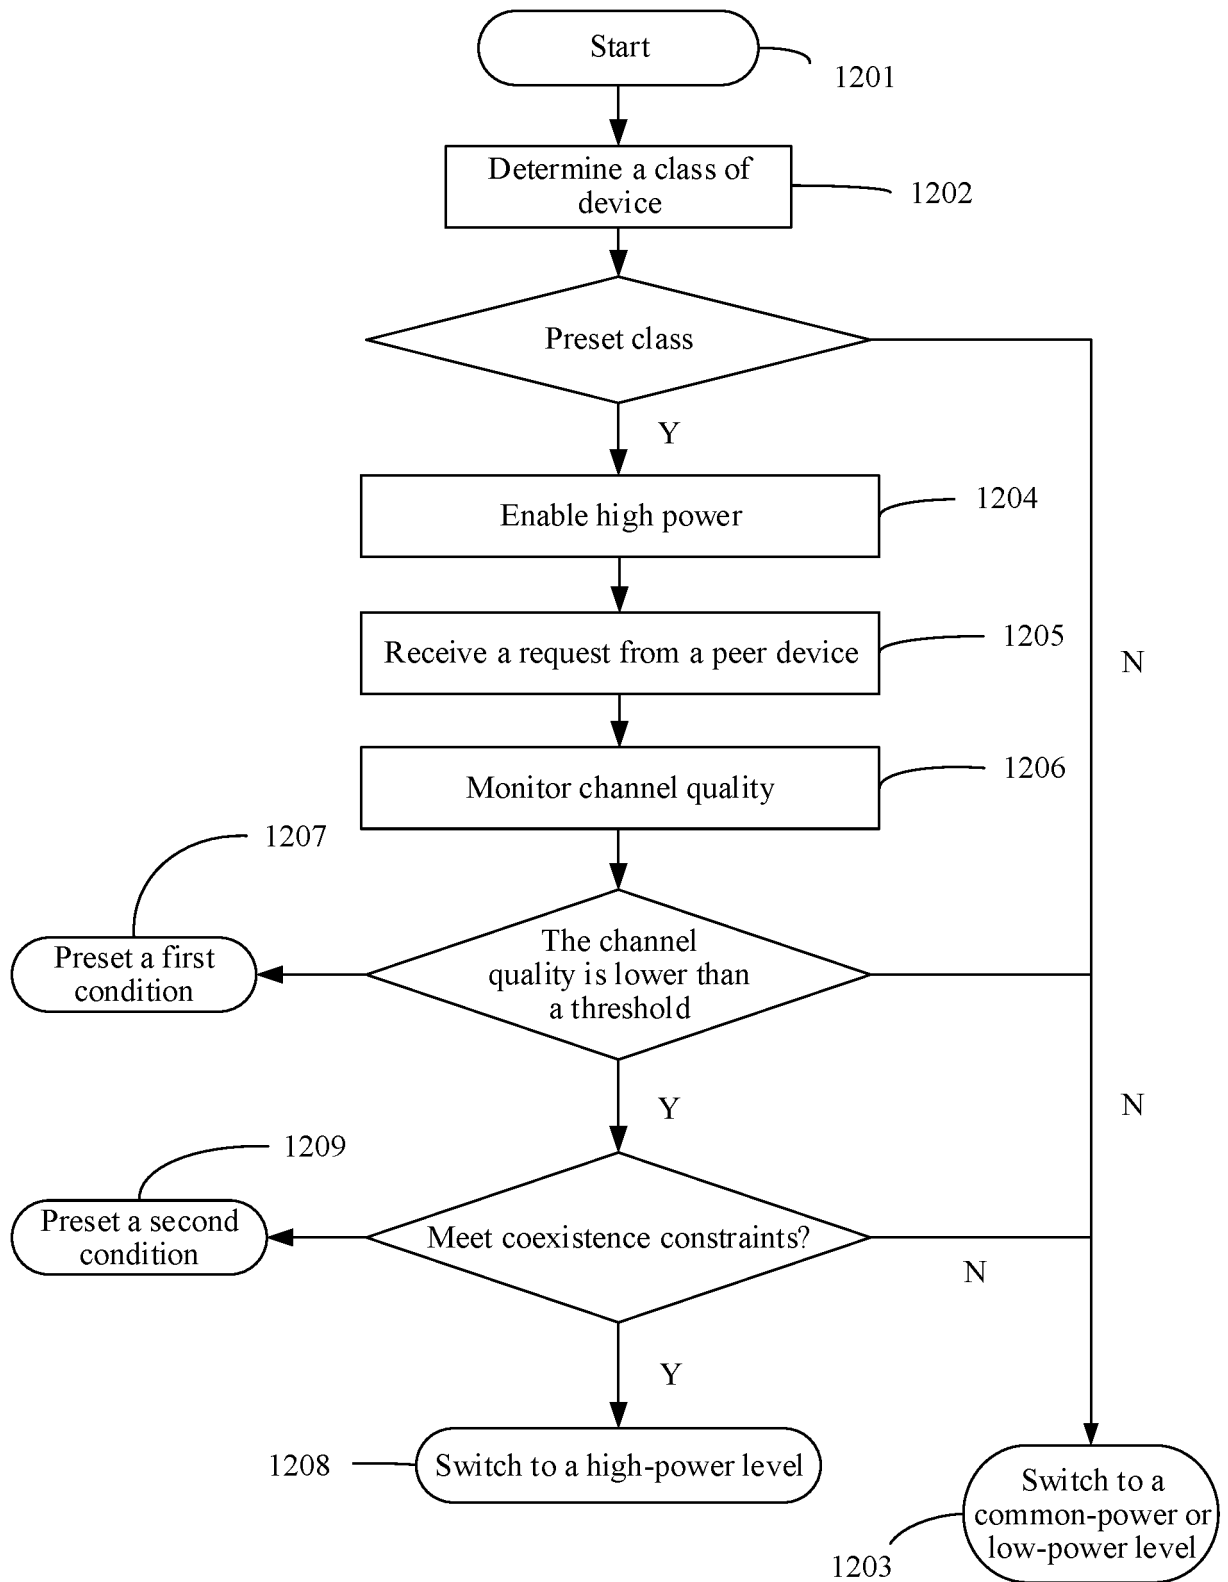 Start
1201
Determine a class of
device
1202
Preset class
Y
Enable high power
1204
Receive a request from a peer device
1205
N
Monitor channel quality
1206
1207
Preset a first
condition
The channel
quality is lower than
a threshold
Y
N
1209
Preset a second
condition
Meet coexistence constraints?
N
Y
1208
Switch to a high-power level
Switch to a
common-power or
low-power level
1203